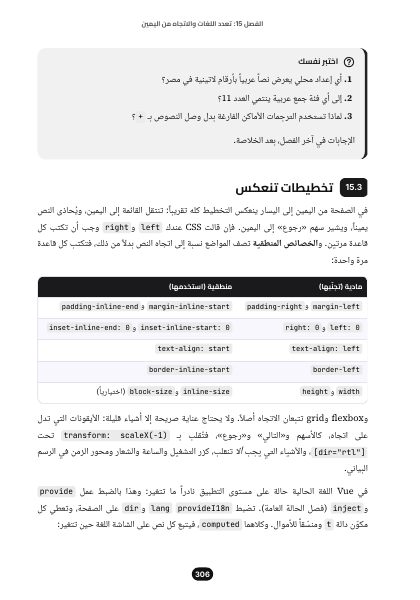 الفصل 15: تعدد اللغات والاتجاه من اليمين
اختبر نفسك
1. أي إعداد محلي يعرض نصاً عربياً بأرقام لاتينية في مصر؟
2. إلى أي فئة جمع عربية ينتمي العدد 11؟
3. لماذا تستخدم الترجمات الأماكن الفارغة بدل وصل النصوص بـ + ؟
الإجابات في آخر الفصل، بعد الخلاصة.
15.3 تخطيطات تنعكس
في الصفحة من اليمين إلى اليسار ينعكس التخطيط كله تقريباً: تنتقل القائمة إلى اليمين، ويُحاذى النص
يميناً، ويشير سهم «رجوع» إلى اليمين. فإن قالت CSS عندك left و right وجب أن تكتب كل
قاعدة مرتين. والخصائص المنطقية تصف المواضع نسبة إلى اتجاه النص بدلاً من ذلك، فتكتب كل قاعدة
مرة واحدة:
مادية (تجنّبها) منطقية (استخدمها)
margin-left و padding-right margin-inline-start و padding-inline-end
left: 0 و right: 0 inset-inline-start: 0 و inset-inline-end: 0
text-align: left text-align: start
border-left border-inline-start
width و height inline-size و block-size (اختيارياً)
وflexbox وgrid تتبعان الاتجاه أصلاً. ولا يحتاج عناية صريحة إلا أشياء قليلة: الأيقونات التي تدل
على اتجاه، كالأسهم و«التالي» و«رجوع»، فتُقلب بـ transform: scaleX(-1) تحت
[dir="rtl"] ، والأشياء التي يجب ألا تنقلب، كزر التشغيل والساعة والشعار ومحور الزمن في الرسم
البياني.
في Vue اللغة الحالية حالة على مستوى التطبيق نادراً ما تتغير: وهذا بالضبط عمل provide
و inject (فصل الحالة العامة). تضبط provideI18n lang و dir على الصفحة، وتعطي كل
مكوّن دالة t ومنسّقاً للأموال. وكلاهما computed ، فيتبع كل نص على الشاشة اللغة حين تتغير:
306